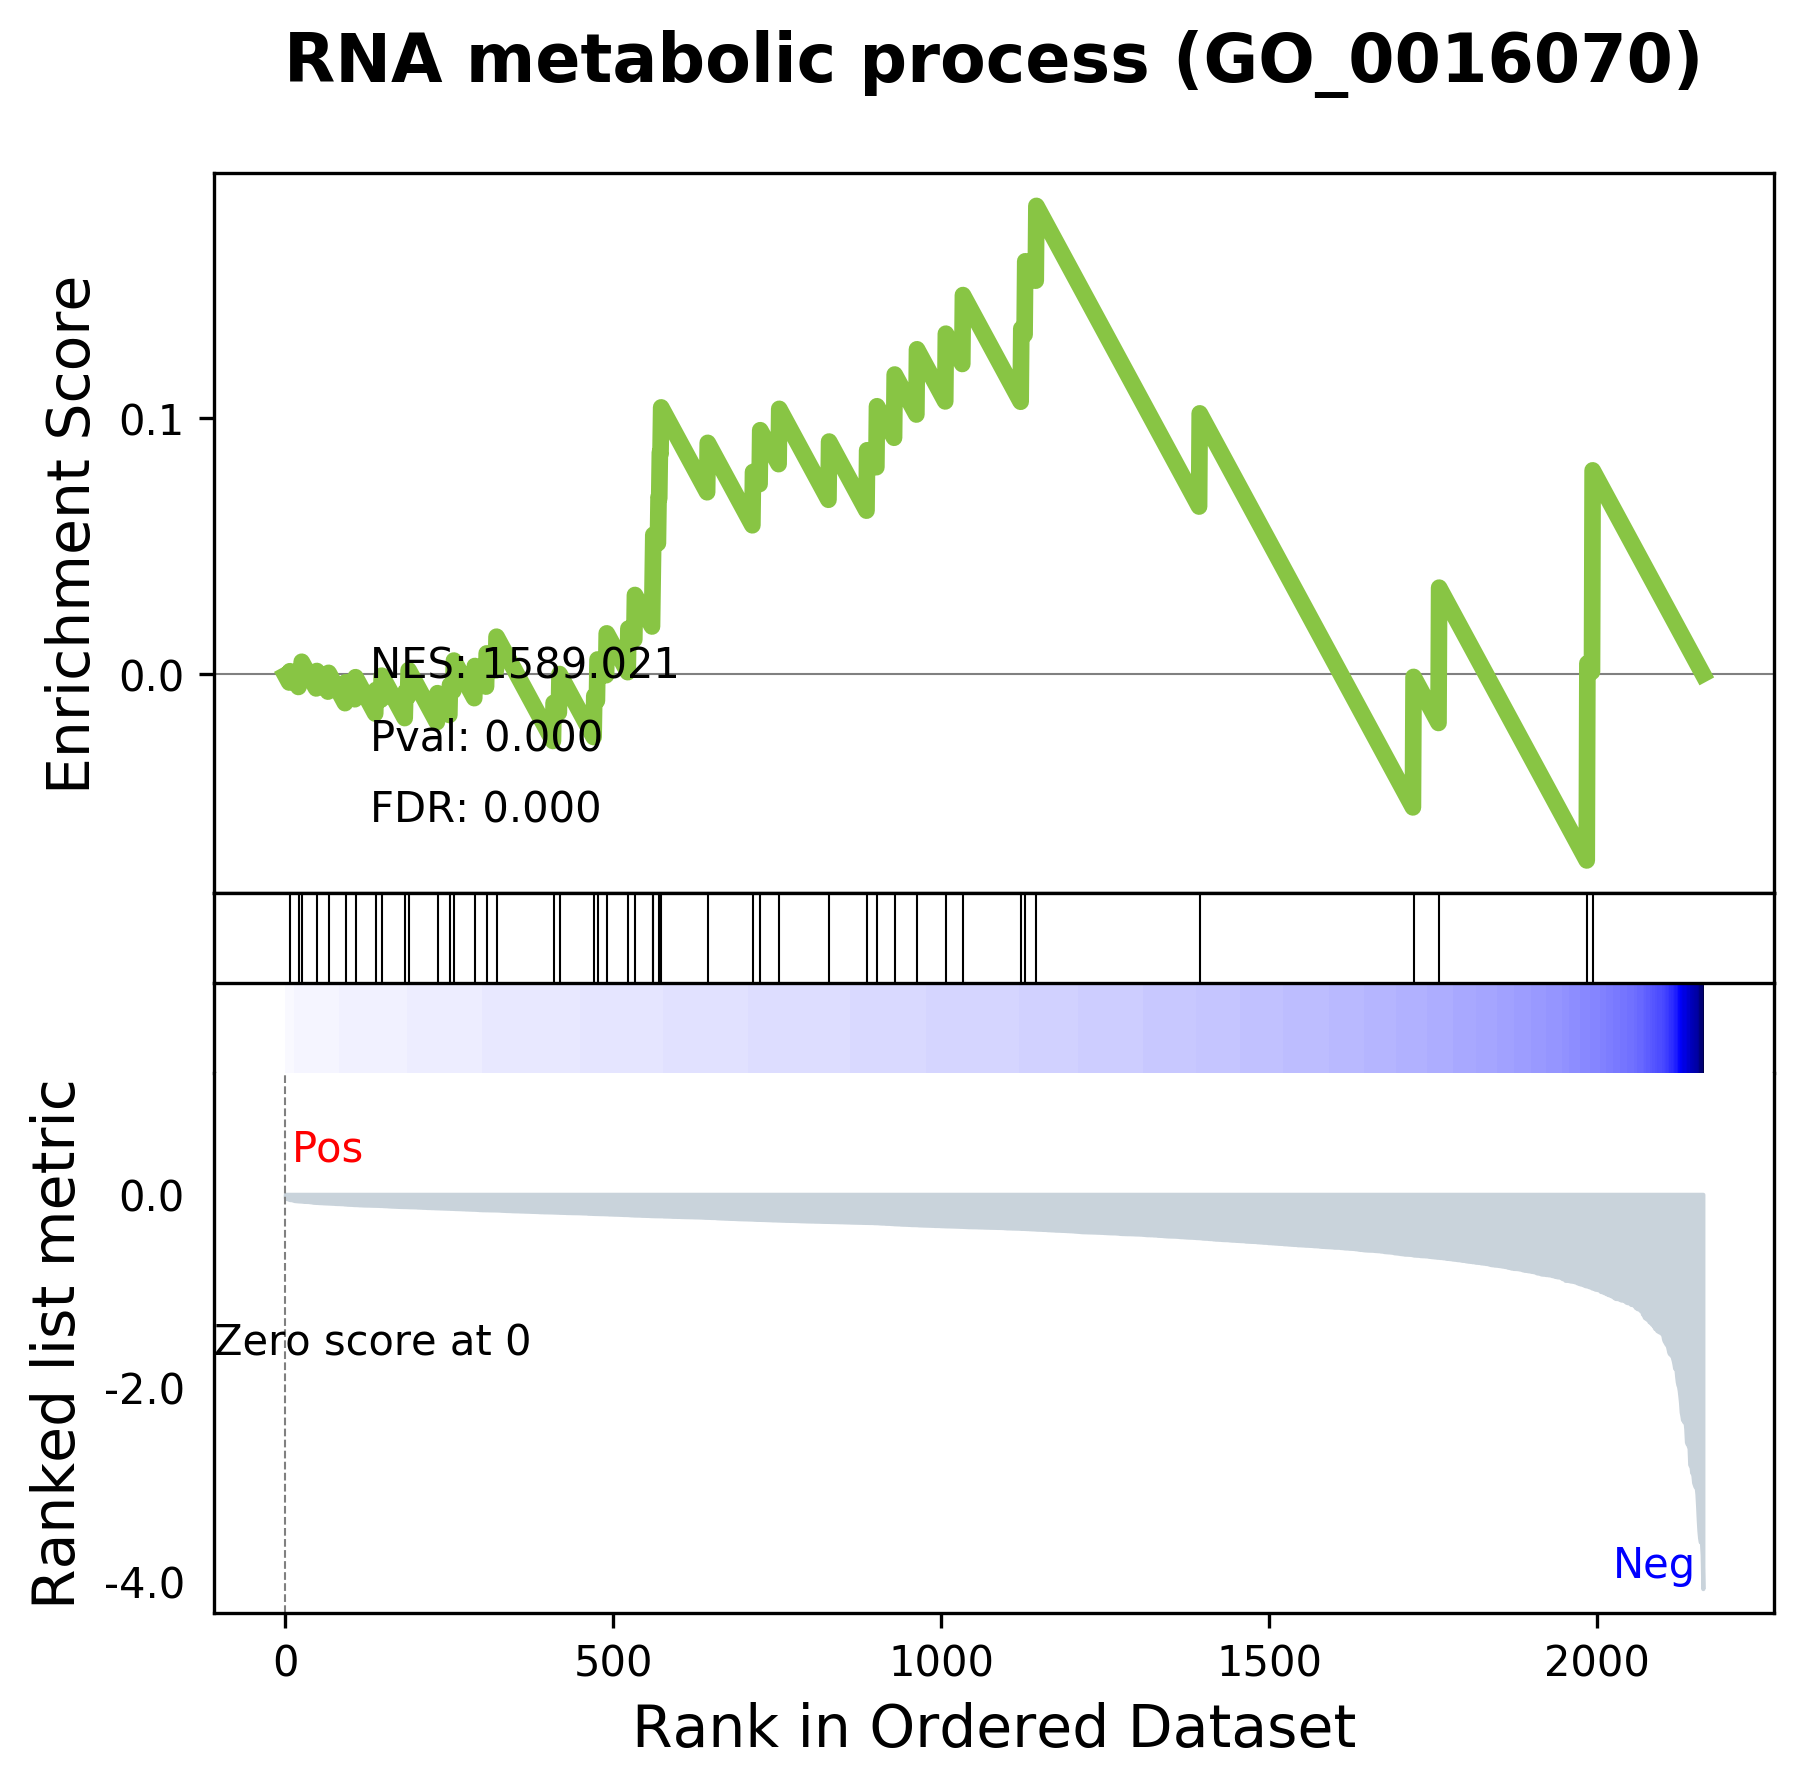 RNA metabolic process (GO_0016070)
Enrichment Score
0.1
0.0
NES: 1589.021
Pval: 0.000
FDR: 0.000
Ranked list metric
Pos
0.0
Zero score at 0
-2.0
-4.0
Neg
0 500 1000 1500 2000
Rank in Ordered Dataset